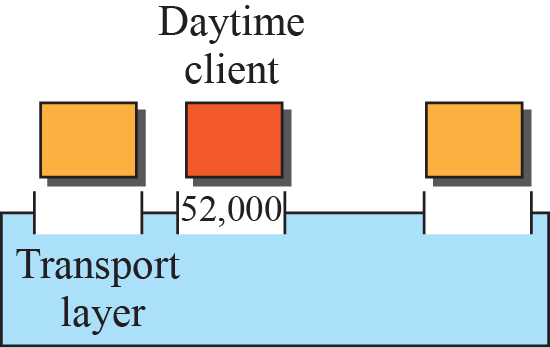 Daytime
client
52,000
Transport
layer